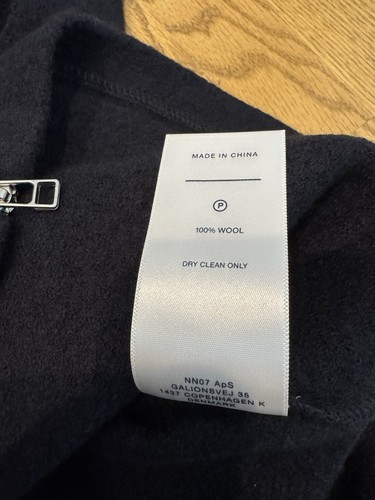 MADE IN CHINA
P
100% WOOL
DRY CLEAN ONLY
NN07 ApS
GALIONSVEJ 35
1437 COPENHAGEN K
DENMARK